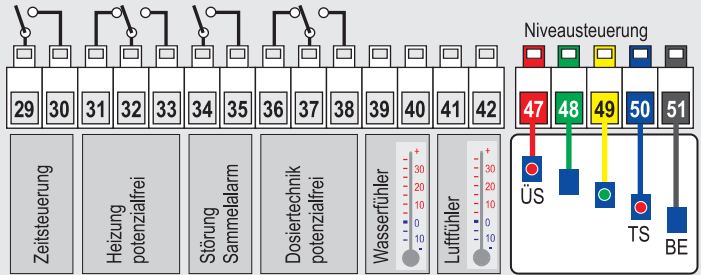 Niveausteuerung
29 30 31 32 33 34 35 36 37 38 39 40 41 42 47 48 49 50 51
Zeitsteuerung
Heizung
potenzialfrei
Störung
Sammelalarm
Dosiertechnik
potenzialfrei
Wasserfühler
+
30
20
10
0
10
-
Luftfühler
+
30
20
10
0
10
-
ÜS
TS
BE